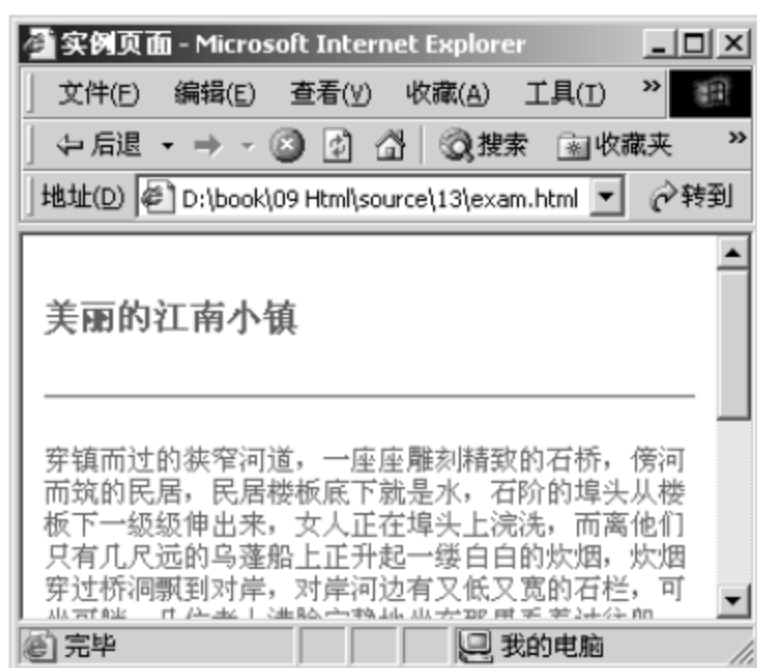 实例页面 - Microsoft Internet Explorer
文件(F) 编辑(E) 查看(V) 收藏(A) 工具(T) »
后退 搜索 收藏夹 »
地址(D) D:\book\09 Html\source\13\exam.html 转到
美丽的江南小镇
穿镇而过的狭窄河道，一座座雕刻精致的石桥，傍河
而筑的民居，民居楼板底下就是水，石阶的埠头从楼
板下一级级伸出来，女人正在埠头上浣洗，而离他们
只有几尺远的乌蓬船上正升起一缕白白的炊烟，炊烟
穿过桥洞飘到对岸，对岸河边有又低又宽的石栏，可
完毕 我的电脑